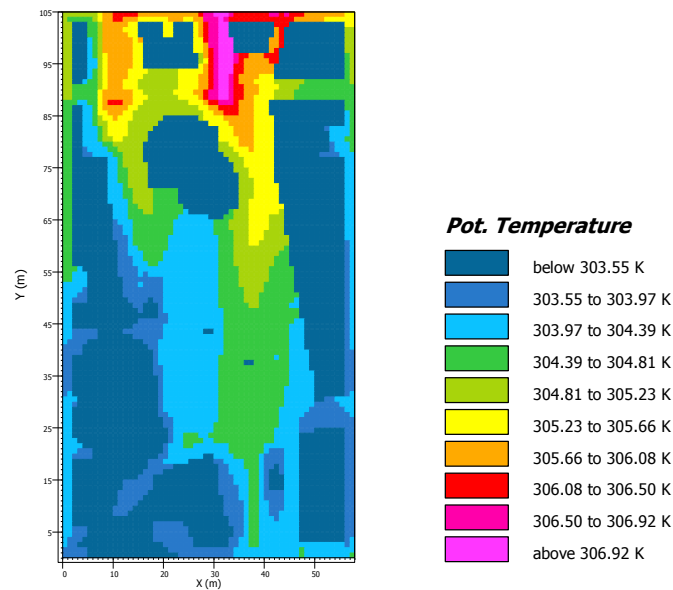 105
95
85
75
65
55
45
35
25
15
5
Y (m)
0 10 20 30 40 50
X (m)
Pot. Temperature
below 303.55 K
303.55 to 303.97 K
303.97 to 304.39 K
304.39 to 304.81 K
304.81 to 305.23 K
305.23 to 305.66 K
305.66 to 306.08 K
306.08 to 306.50 K
306.50 to 306.92 K
above 306.92 K